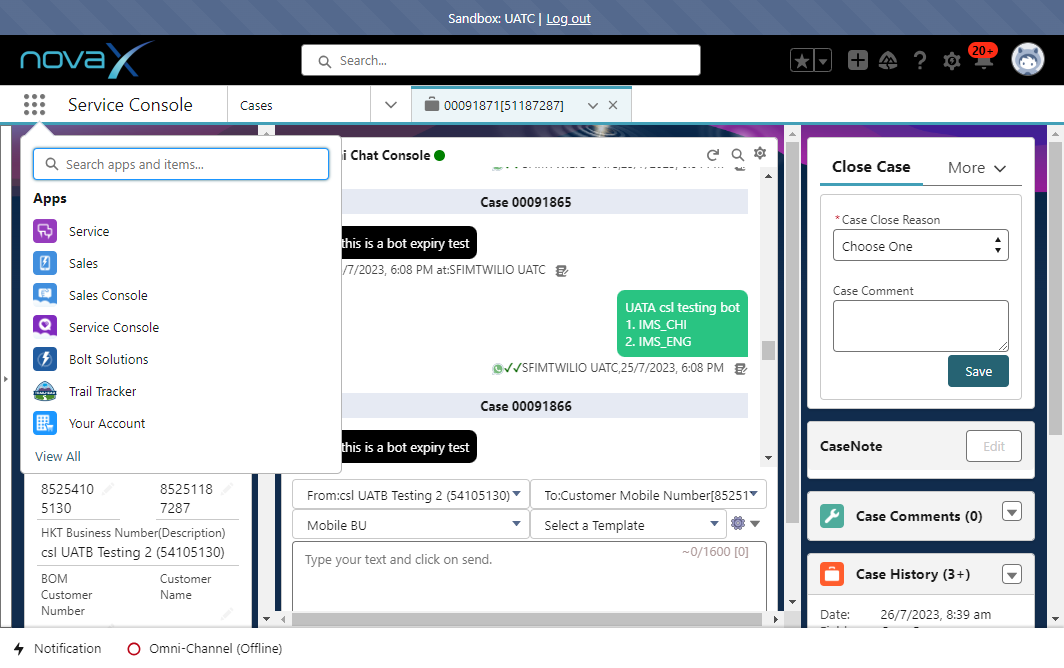 Sandbox: UATC | Log out
novaX
Search...
20+
Service Console
Cases
00091871[51187287]
Search apps and items...
Apps
Service
Sales
Sales Console
Service Console
Bolt Solutions
Trail Tracker
Your Account
View All
8525410
5130
8525118
7287
HKT Business Number(Description)
csl UATB Testing 2 (54105130)
BOM
Customer
Number
Customer
Name
i Chat Console
Case 00091865
this is a bot expiry test
/7/2023, 6:08 PM at:SFIMTWILIO UATC
UATA csl testing bot
1. IMS_CHI
2. IMS_ENG
SFIMTWILIO UATC,25/7/2023, 6:08 PM
Case 00091866
this is a bot expiry test
From:csl UATB Testing 2 (54105130)
To:Customer Mobile Number[85251
Mobile BU
Select a Template
Type your text and click on send.
~0/1600 [0]
Close Case
More
*Case Close Reason
Choose One
Case Comment
Save
CaseNote
Edit
Case Comments (0)
Case History (3+)
Date:
26/7/2023, 8:39 am
Notification
Omni-Channel (Offline)